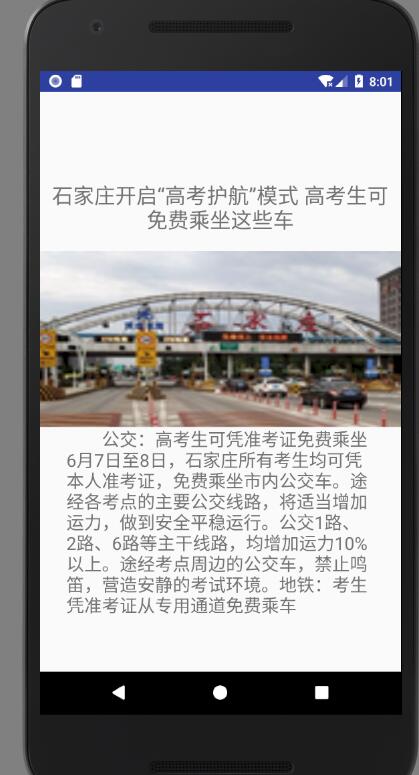 8:01
石家庄开启“高考护航”模式 高考生可
免费乘坐这些车
石家庄
公交：高考生可凭准考证免费乘坐
6月7日至8日，石家庄所有考生均可凭
本人准考证，免费乘坐市内公交车。途
经各考点的主要公交线路，将适当增加
运力，做到安全平稳运行。公交1路、
2路、6路等主干线路，均增加运力10%
以上。途经考点周边的公交车，禁止鸣
笛，营造安静的考试环境。地铁：考生
凭准考证从专用通道免费乘车